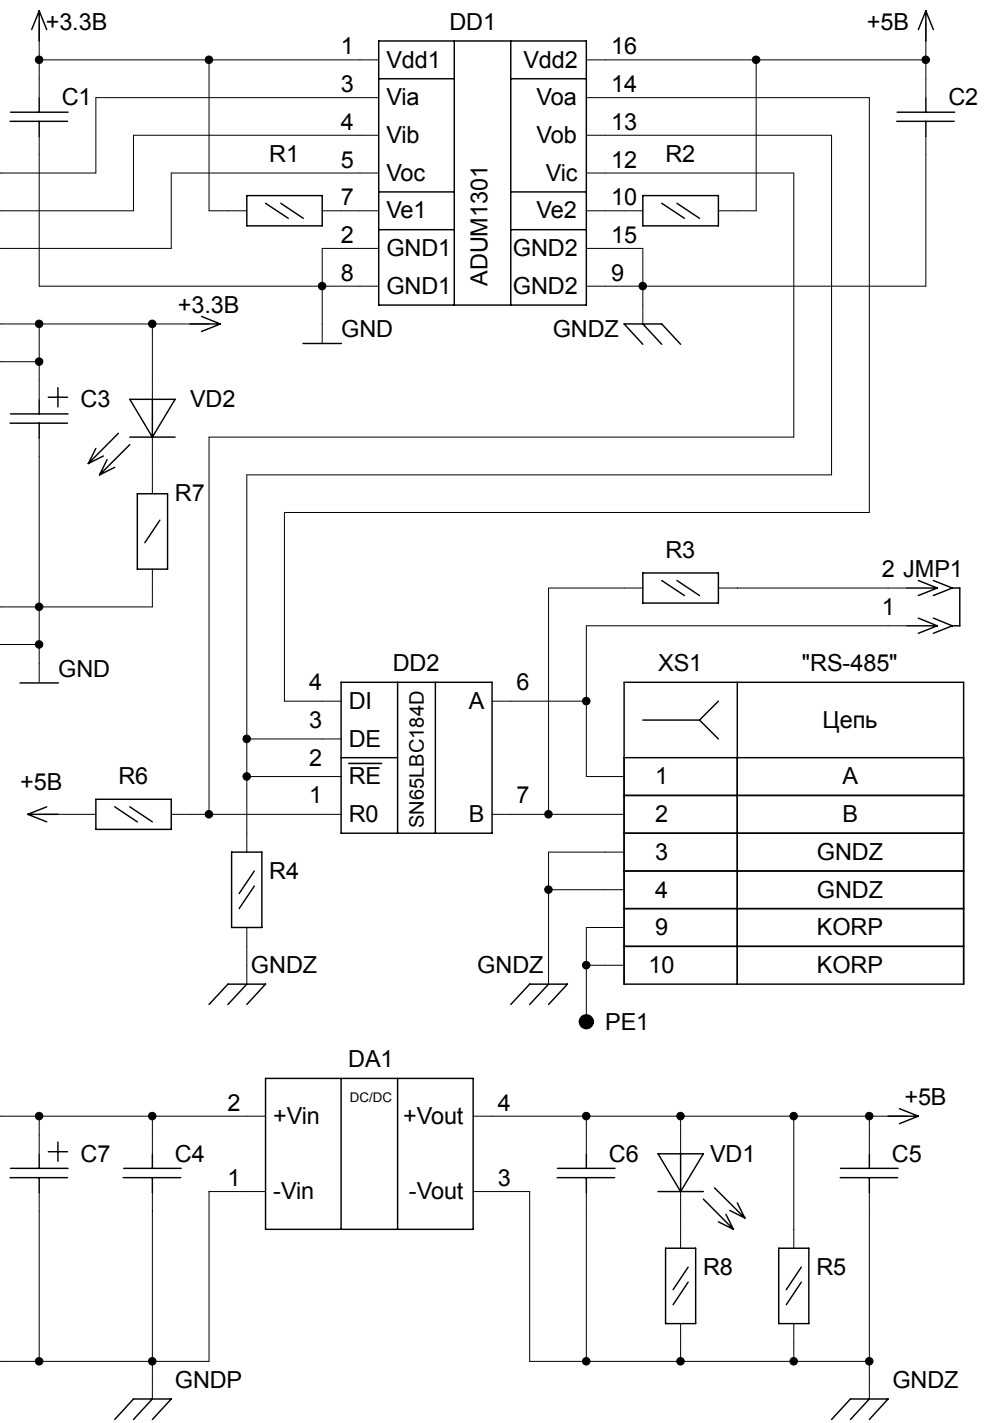 +3.3В DD1 +5В
1 Vdd1 Vdd2 16
C1 3 Via Voa 14 C2
4 Vib Vob 13
R1 5 Voc Vic 12 R2
7 Ve1 Ve2 10
2 GND1 GND2 15
8 GND1 GND2 9
ADUM1301
+3.3В GND GNDZ
C3 VD2
+
R7
R3
2 JMP1
1
GND DD2 XS1 "RS-485"
4 DI A 6 Цепь
3 DE
2 RE 1 A
1 R0 B 7 2 B
SN65LBC184D
+5В R6
3 GNDZ
R4 4 GNDZ
9 KORP
GNDZ GNDZ 10 KORP
PE1
DA1
2 +Vin DC/DC +Vout 4 +5В
+ C7 C4 C6 VD1 C5
1 -Vin -Vout 3
R8 R5
GNDP GNDZ